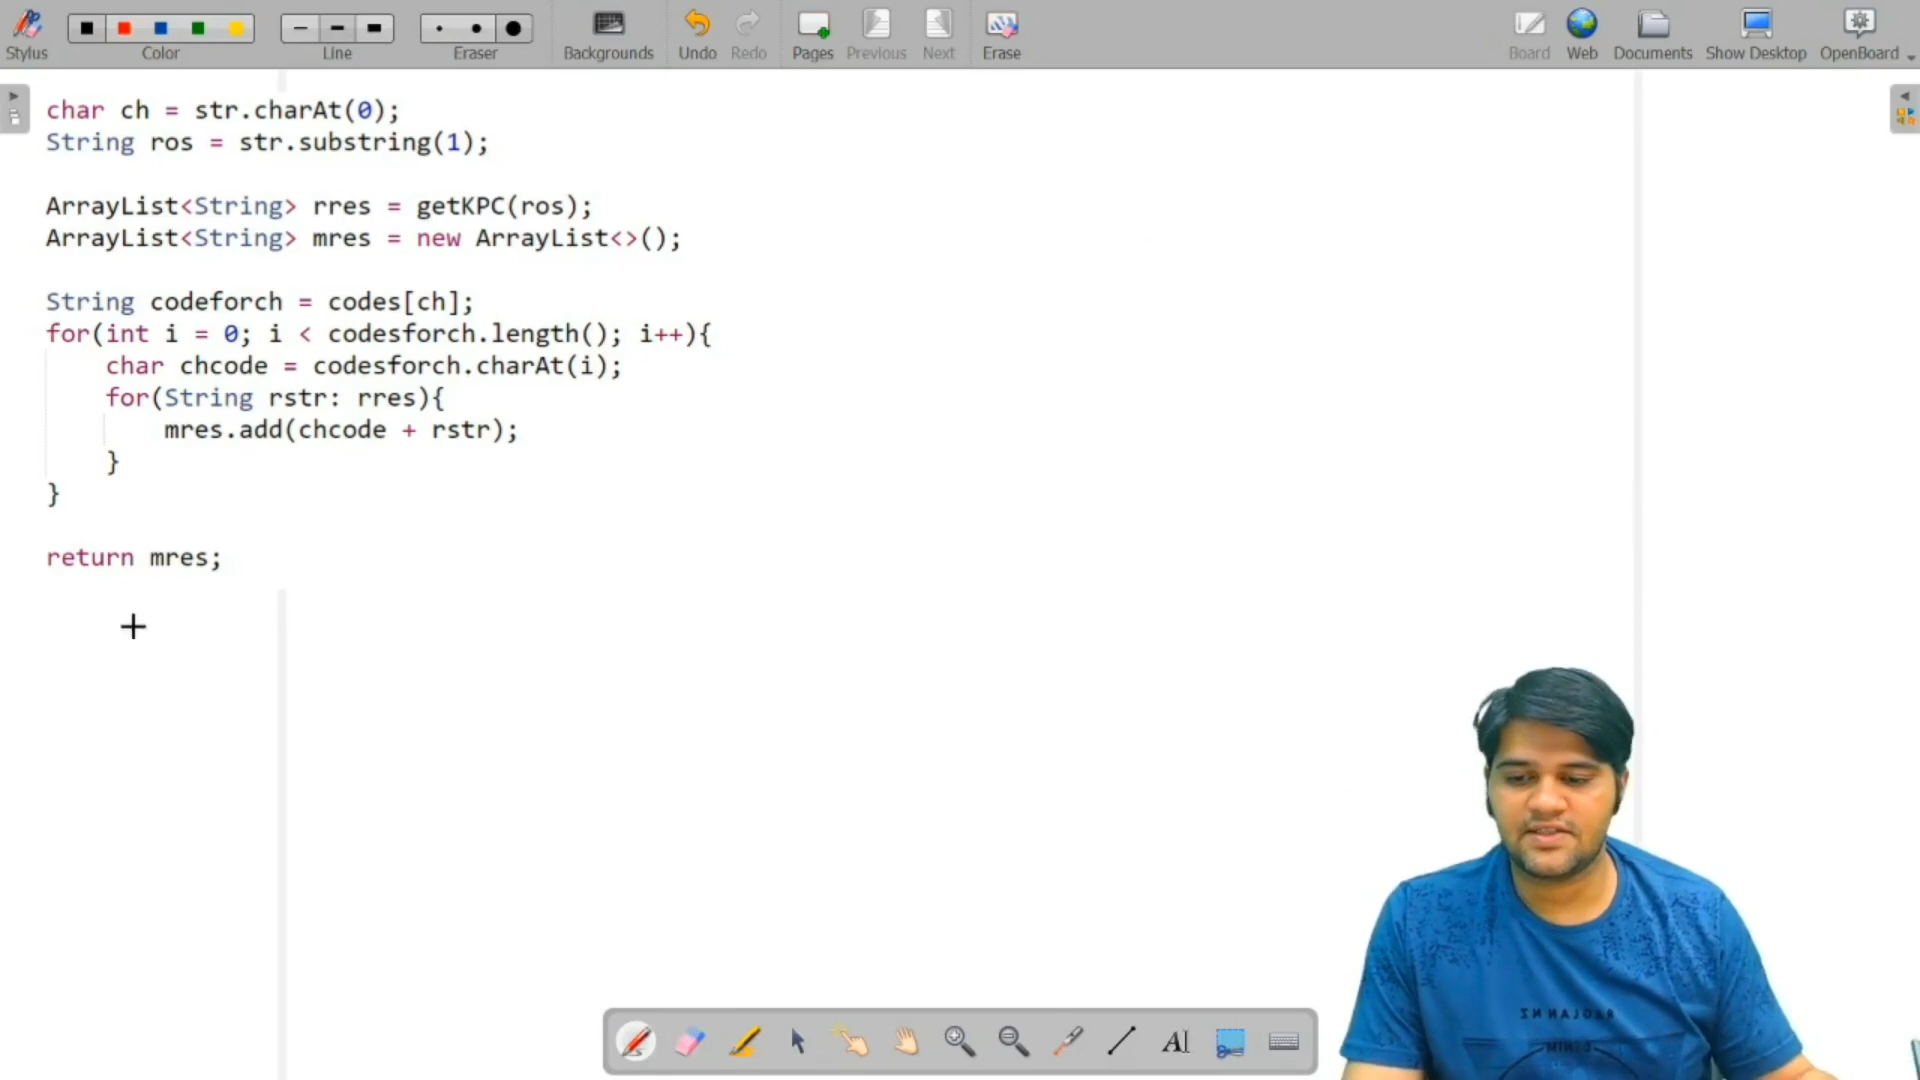 Stylus
Color
Line
Eraser
Backgrounds
Undo
Redo
Pages
Previous
Next
Erase
Board
Web
Documents
Show Desktop
OpenBoard
char ch = str.charAt(0);
String ros = str.substring(1);
ArrayList<String> rres = getKPC(ros);
ArrayList<String> mres = new ArrayList<>();
String codeforch = codes[ch];
for(int i = 0; i < codesforch.length(); i++){
char chcode = codesforch.charAt(i);
for(String rstr: rres){
mres.add(chcode + rstr);
}
}
return mres;
AI